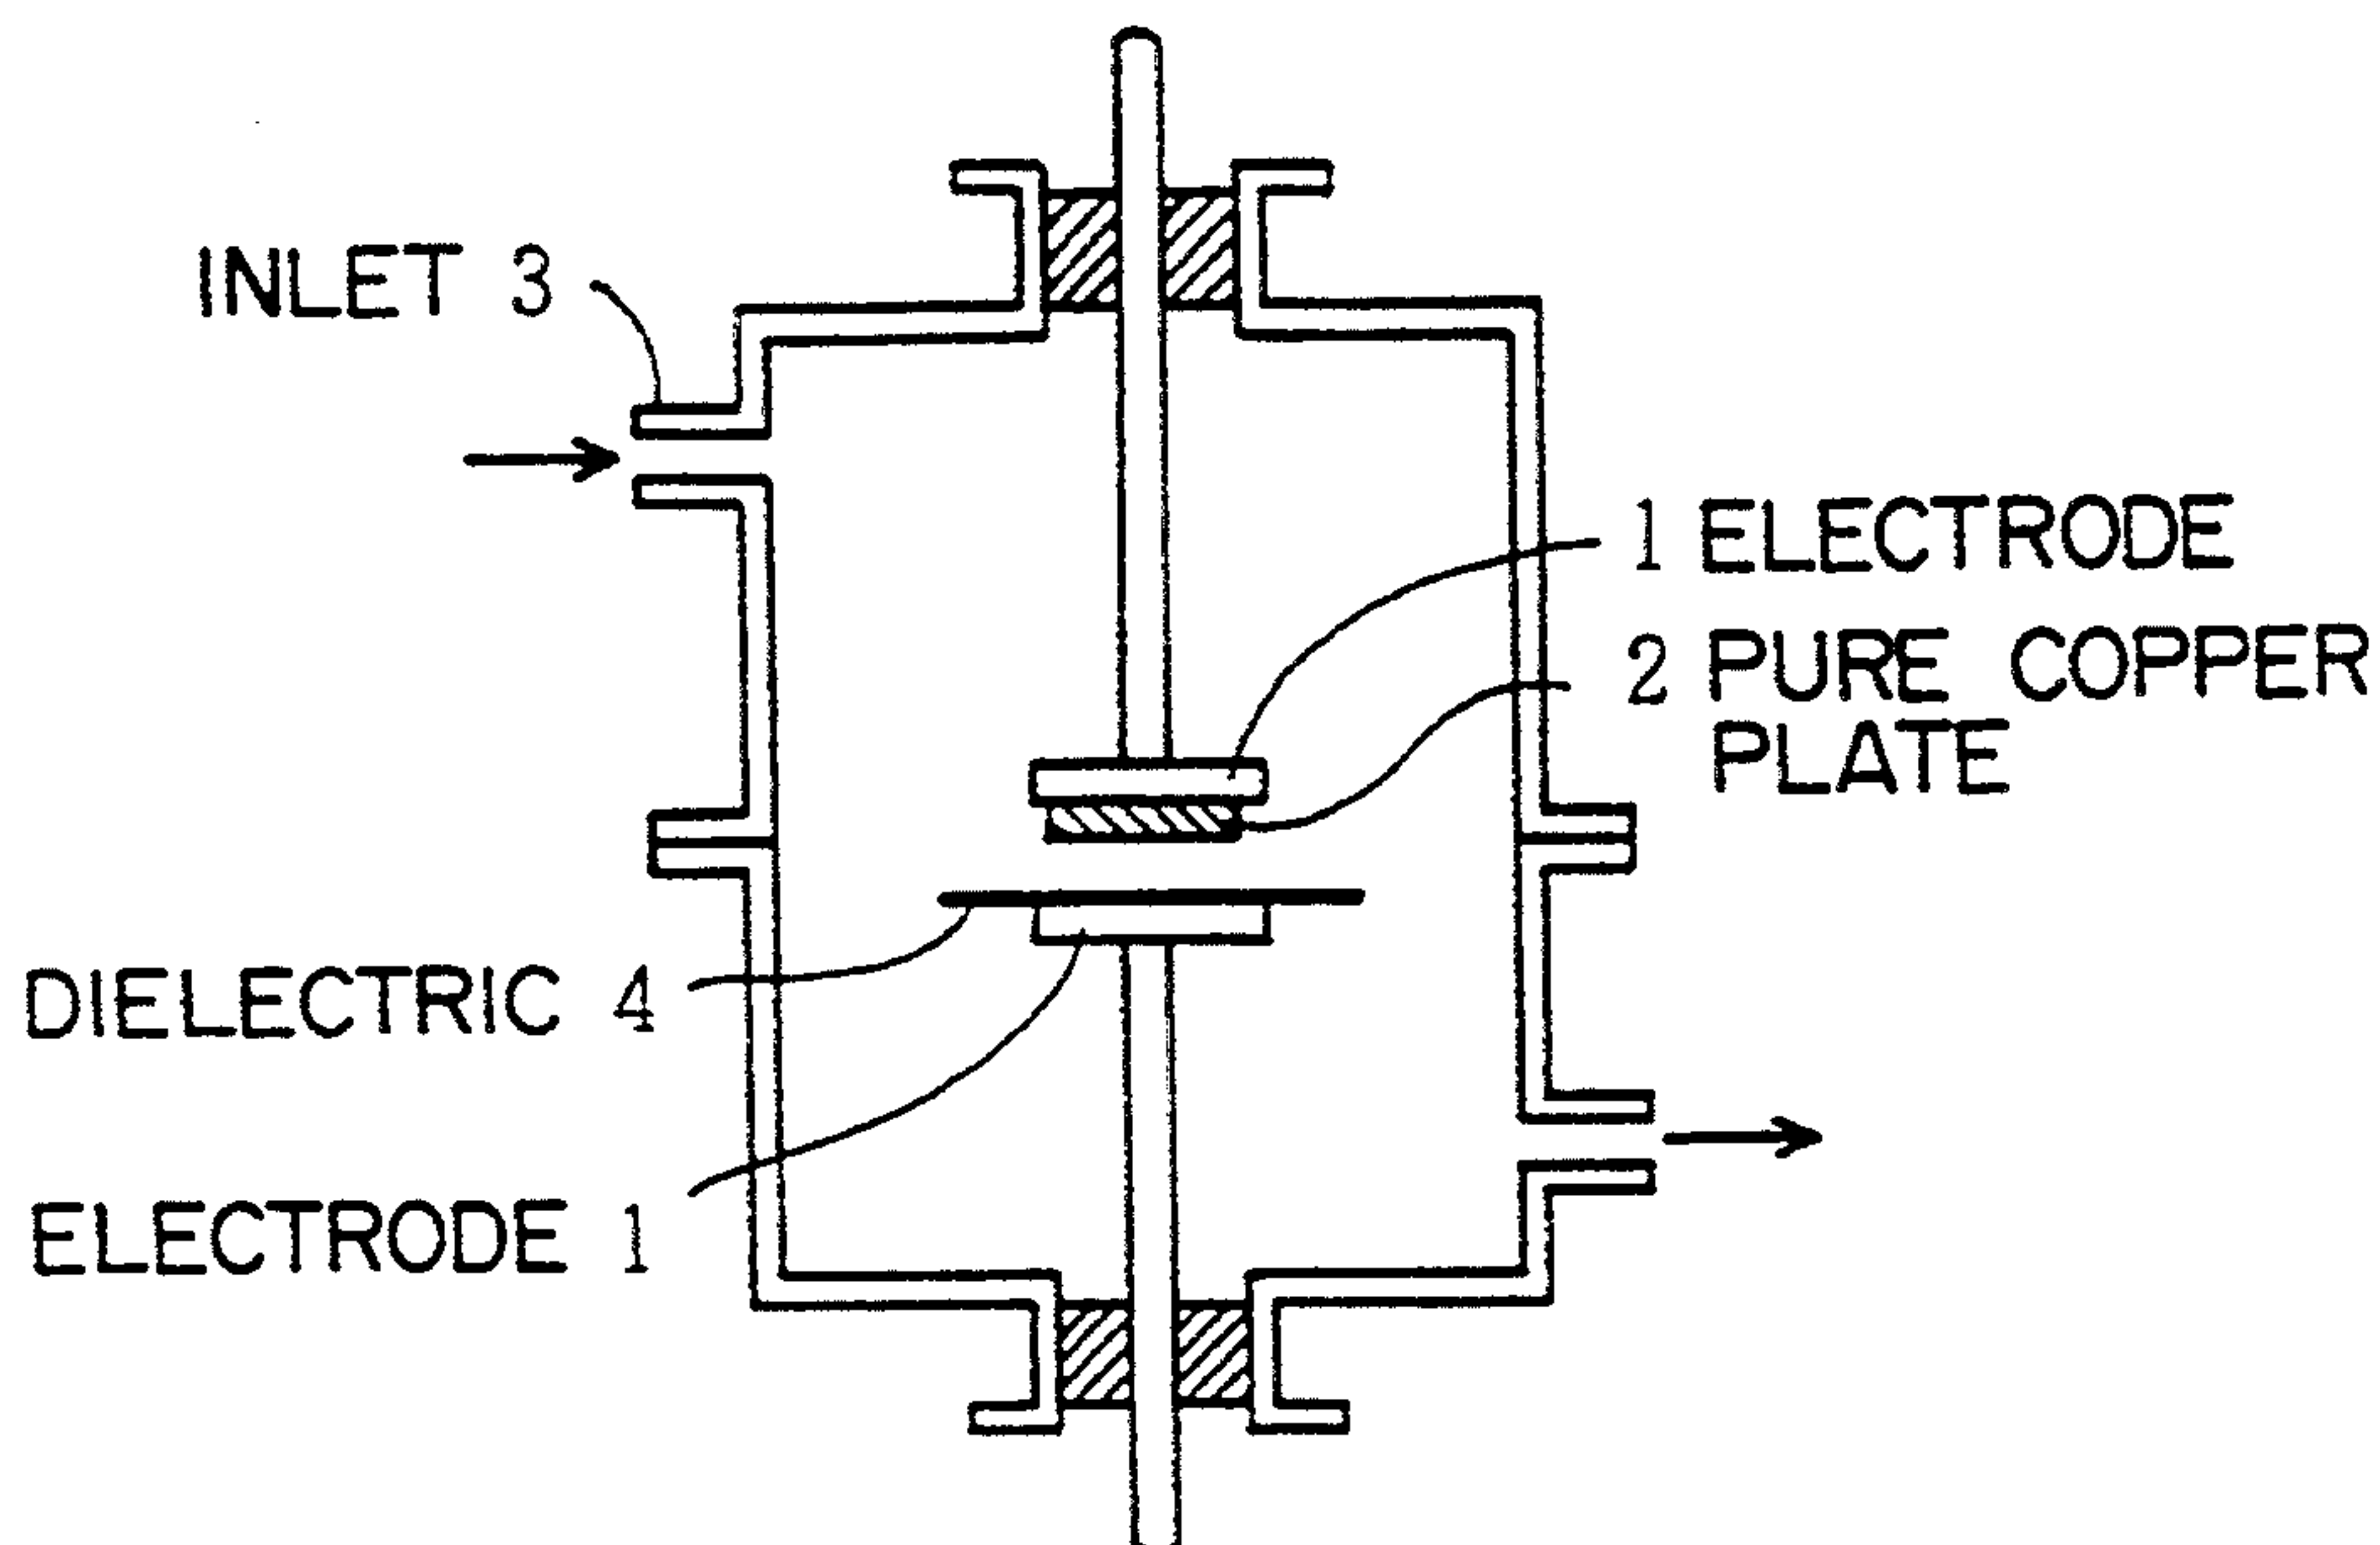 INLET 3
1 ELECTRODE
2 PURE COPPER
PLATE
DIELECTRIC 4
ELECTRODE 1